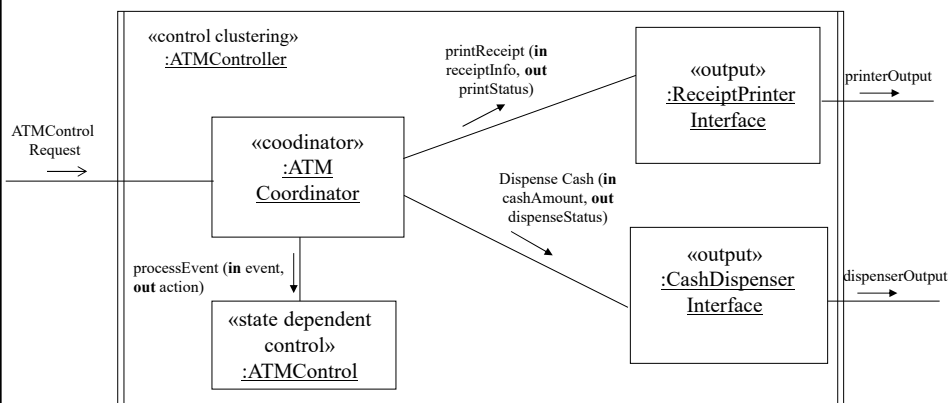 «control clustering»
:ATMController
ATMControl
Request
«coodinator»
:ATM
Coordinator
printReceipt (in
receiptInfo, out
printStatus)
«output»
:ReceiptPrinter
Interface
printerOutput
Dispense Cash (in
cashAmount, out
dispenseStatus)
«output»
:CashDispenser
Interface
dispenserOutput
processEvent (in event,
out action)
«state dependent
control»
:ATMControl